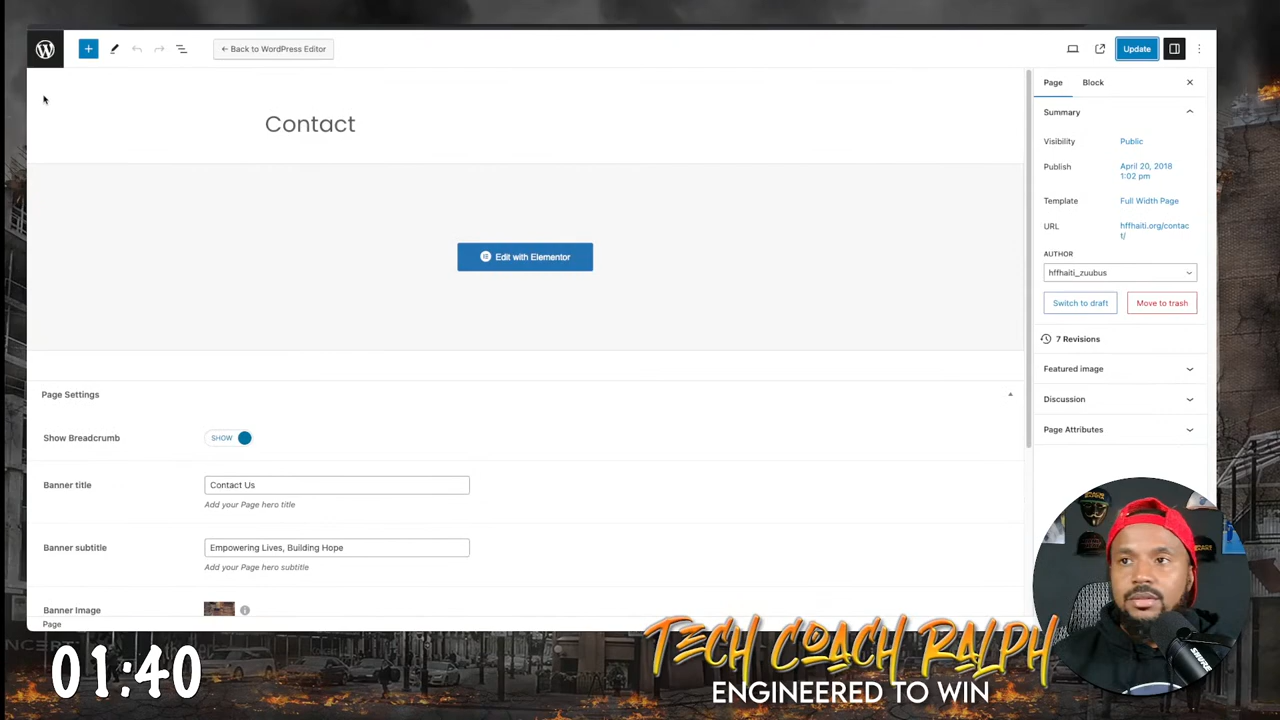 ← Back to WordPress Editor
Update
Contact
Edit with Elementor
Page Block
Summary
Visibility Public
Publish April 20, 2018
1:02 pm
Template Full Width Page
URL hffhaiti.org/contac
t/
AUTHOR
hffhaiti_zuubus
Switch to draft Move to trash
7 Revisions
Featured image
Discussion
Page Attributes
Page Settings
Show Breadcrumb SHOW
Banner title Contact Us
Add your Page hero title
Banner subtitle Empowering Lives, Building Hope
Add your Page hero subtitle
Banner Image
Page
01:40
TECH COACH RALPH
ENGINEERED TO WIN
SHURE